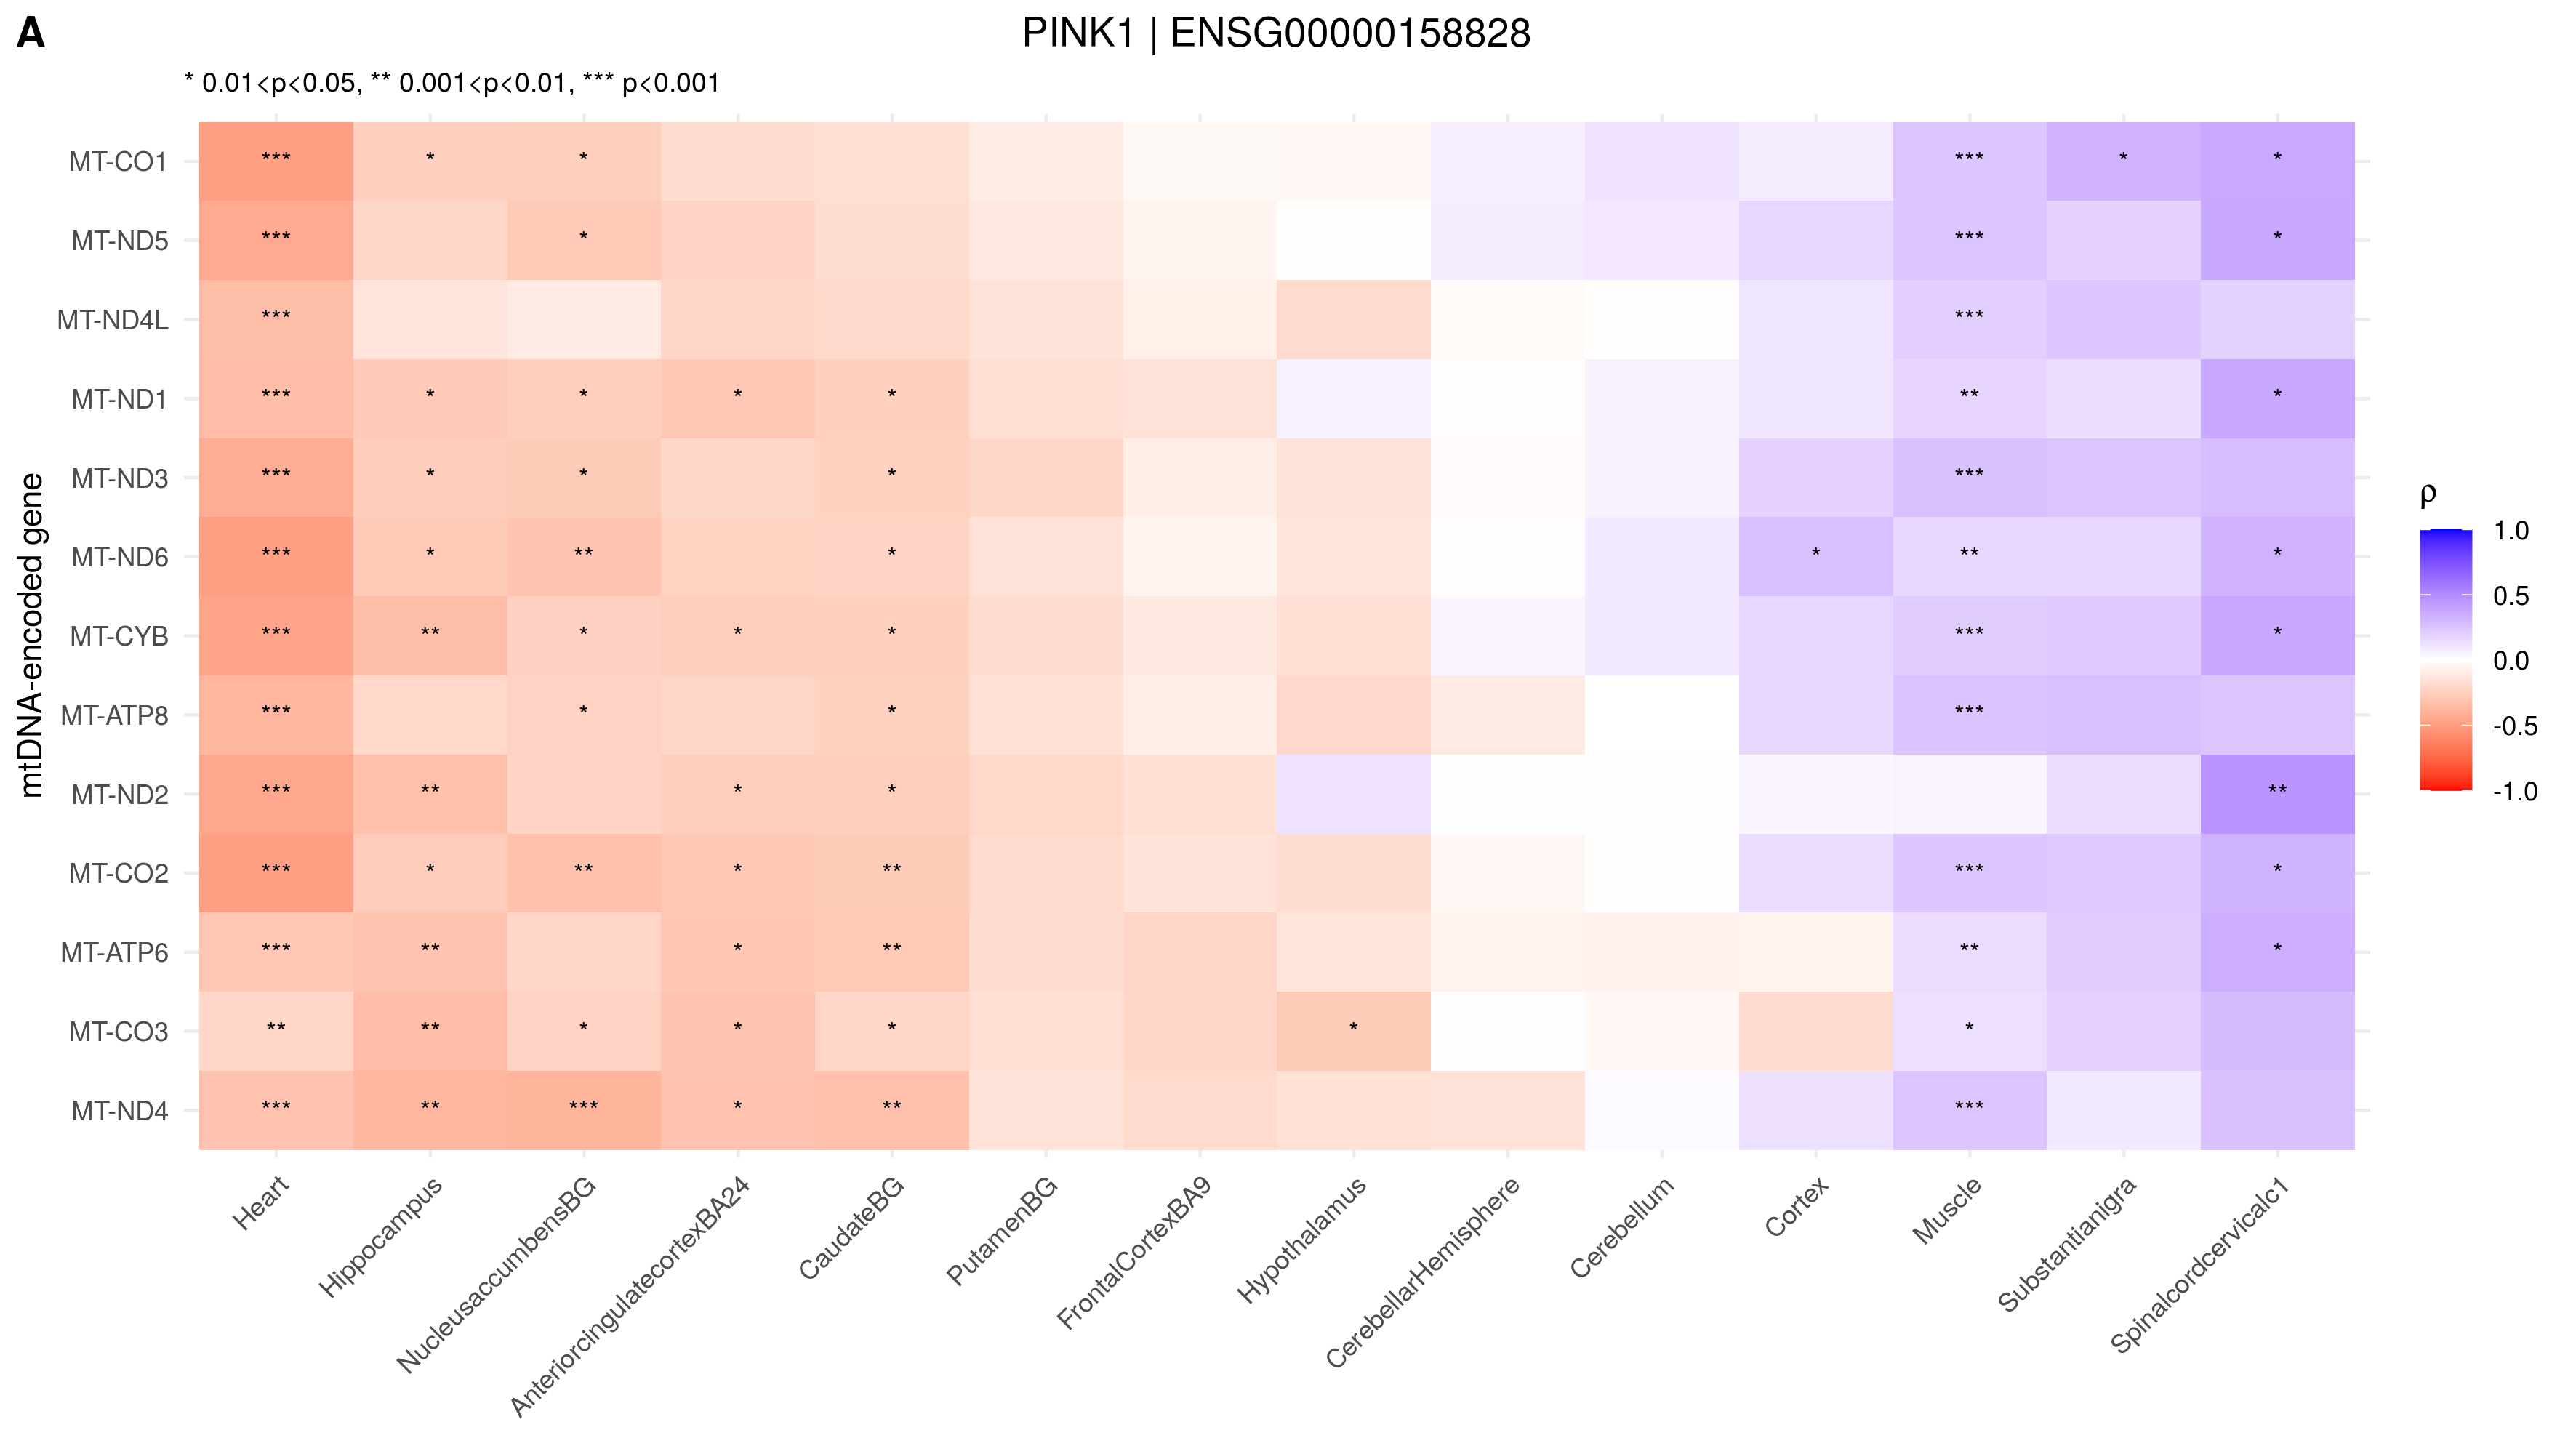 A
PINK1 | ENSG00000158828
* 0.01<p<0.05, ** 0.001<p<0.01, *** p<0.001
mtDNA-encoded gene
MT-CO1 *** * * *** * *
MT-ND5 *** * *** *
MT-ND4L *** ***
MT-ND1 *** * * * * ** *
MT-ND3 *** * * * ***
MT-ND6 *** * ** * * ** *
MT-CYB *** ** * * * *** *
MT-ATP8 *** * * ***
MT-ND2 *** ** * * **
MT-CO2 *** * ** * ** *** *
MT-ATP6 *** ** * ** ** *
MT-CO3 ** ** * * * * *
MT-ND4 *** ** *** * ** ***
Heart
Hippocampus
NucleusaccumbensBG
AnteriorcingulatecortexBA24
CaudateBG
PutamenBG
FrontalCortexBA9
Hypothalamus
CerebellarHemisphere
Cerebellum
Cortex
Muscle
Substantianigra
Spinalcordcervicalc1
ρ
1.0
0.5
0.0
-0.5
-1.0